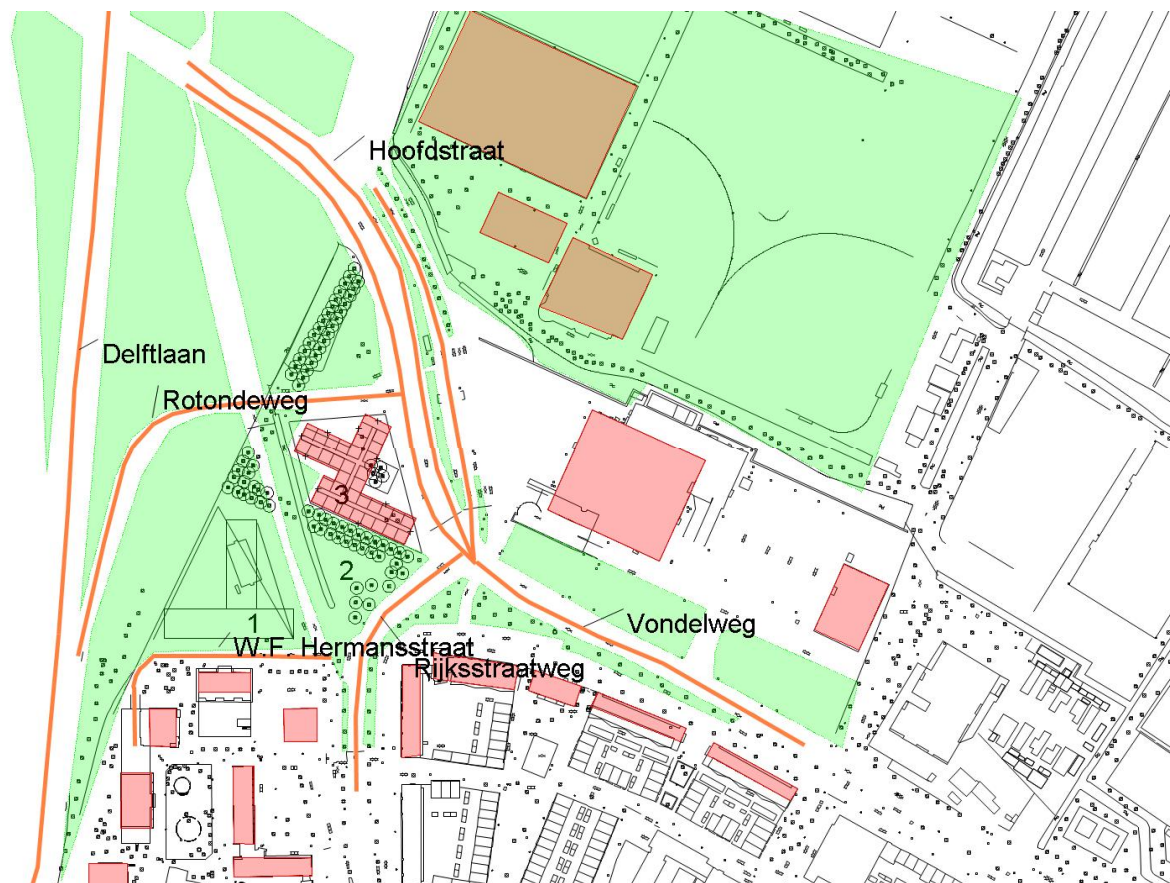 Hoofdstraat
Delftlaan
Rotondeweg
3
2
1
Vondelweg
W.F Hermansstraat
Rijksstraatweg